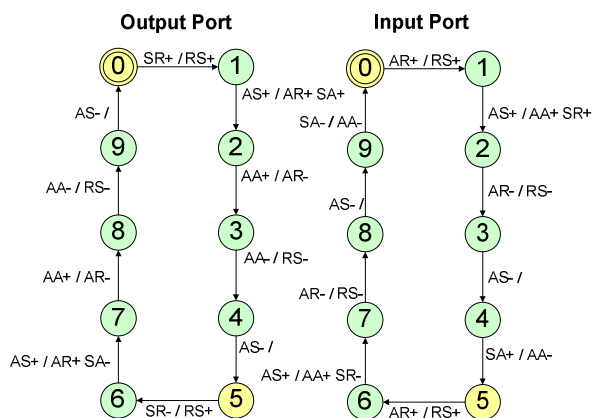 Output Port
Input Port
0
SR+ / RS+
1
0
AR+ / RS+
1
AS- /
AS+ / AR+ SA+
SA- / AA-
AS+ / AA+ SR+
9
2
9
2
AA- / RS-
AA+ / AR-
AS- /
AR- / RS-
8
3
8
3
AA+ / AR-
AA- / RS-
AR- / RS-
AS- /
7
4
7
4
AS+ / AR+ SA-
AS- /
AS+ / AA+ SR-
SA+ / AA-
6
SR- / RS+
5
6
AR+ / RS+
5